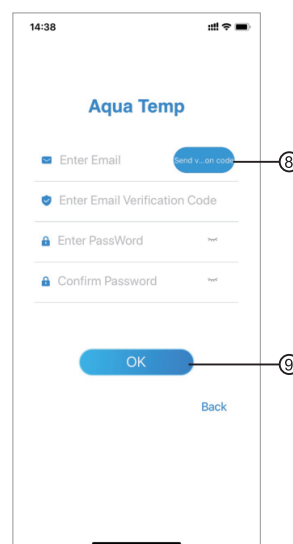 14:38
Aqua Temp
Enter Email
Send v...on code
8
Enter Email Verification Code
Enter PassWord
Confirm Password
OK
9
Back